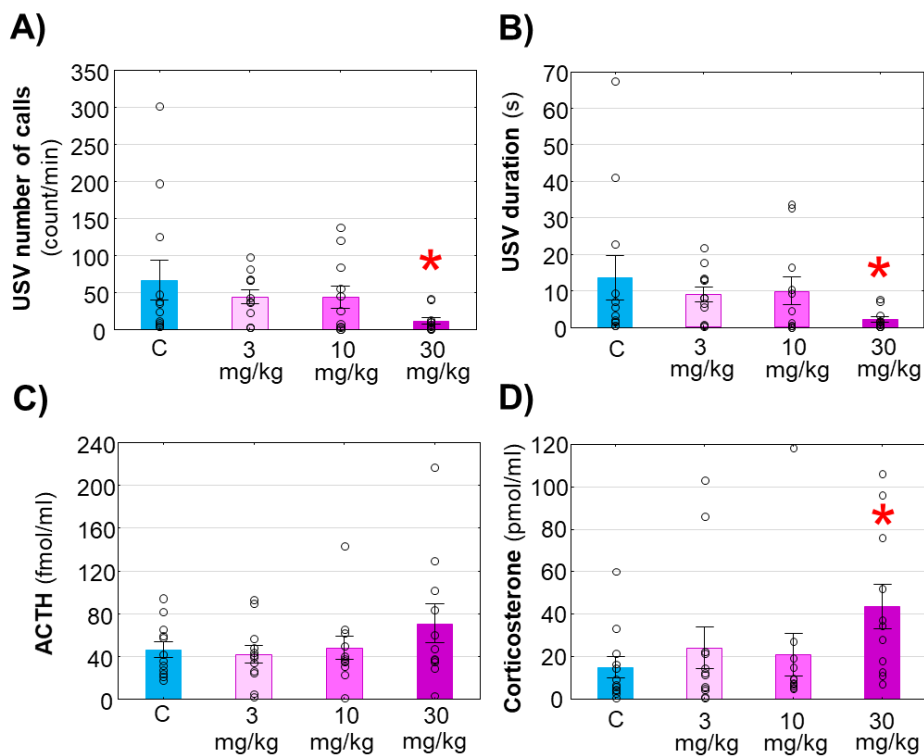 A)
USV number of calls
(count/min)
350
300
250
200
150
100
50
0
C
3
mg/kg
10
mg/kg
30
mg/kg
*
B)
USV duration (s)
70
60
50
40
30
20
10
0
C
3
mg/kg
10
mg/kg
30
mg/kg
*
C)
ACTH (fmol/ml)
240
200
160
120
80
40
0
C
3
mg/kg
10
mg/kg
30
mg/kg
D)
Corticosterone (pmol/ml)
120
100
80
60
40
20
0
C
3
mg/kg
10
mg/kg
30
mg/kg
*